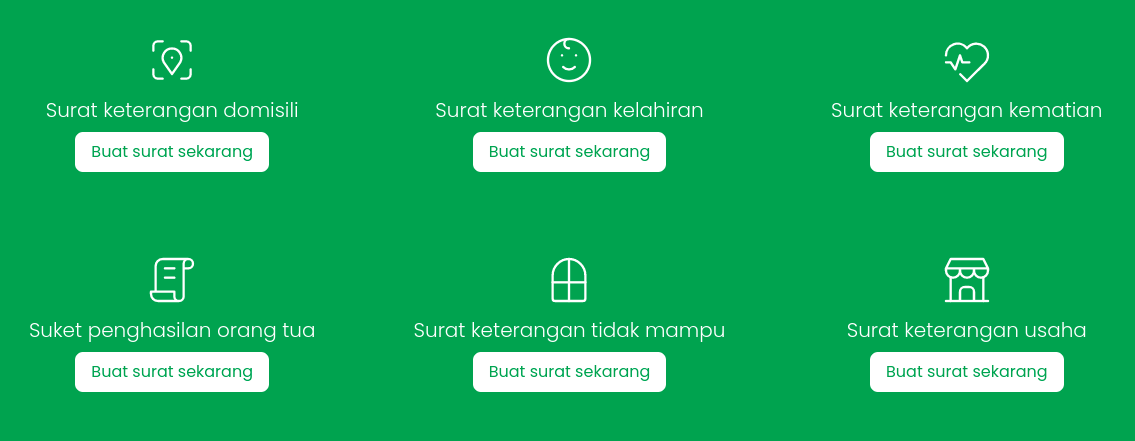 Surat keterangan domisili
Surat keterangan kelahiran
Surat keterangan kematian
Buat surat sekarang
Buat surat sekarang
Buat surat sekarang
Suket penghasilan orang tua
Surat keterangan tidak mampu
Surat keterangan usaha
Buat surat sekarang
Buat surat sekarang
Buat surat sekarang